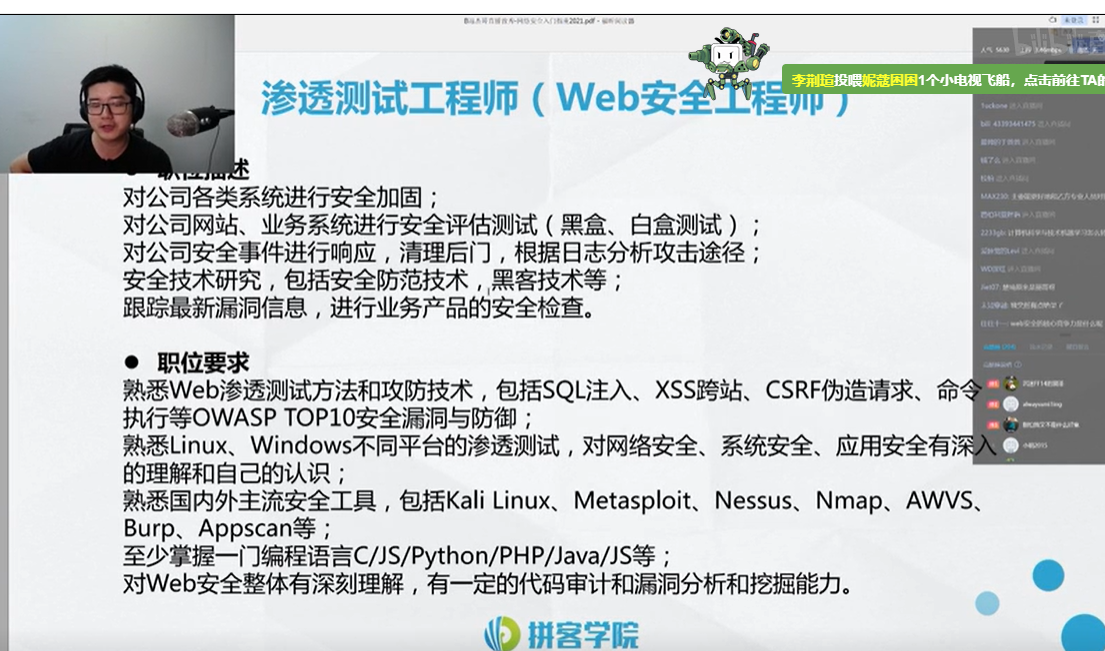 渗透测试工程师（Web安全工程师）
李荊瑄投喂妮蔻困困1个小电视飞船，点击前往TA的
● 职位描述
对公司各类系统进行安全加固；
对公司网站、业务系统进行安全评估测试（黑盒、白盒测试）；
对公司安全事件进行响应，清理后门，根据日志分析攻击途径；
安全技术研究，包括安全防范技术，黑客技术等；
跟踪最新漏洞信息，进行业务产品的安全检查。
● 职位要求
熟悉Web渗透测试方法和攻防技术，包括SQL注入、XSS跨站、CSRF伪造请求、命令
执行等OWASP TOP10安全漏洞与防御；
熟悉Linux、Windows不同平台的渗透测试，对网络安全、系统安全、应用安全有深入
的理解和自己的认识；
熟悉国内外主流安全工具，包括Kali Linux、Metasploit、Nessus、Nmap、AWVS、
Burp、Appscan等；
至少掌握一门编程语言C/JS/Python/PHP/Java/JS等；
对Web安全整体有深刻理解，有一定的代码审计和漏洞分析和挖掘能力。
拼客学院